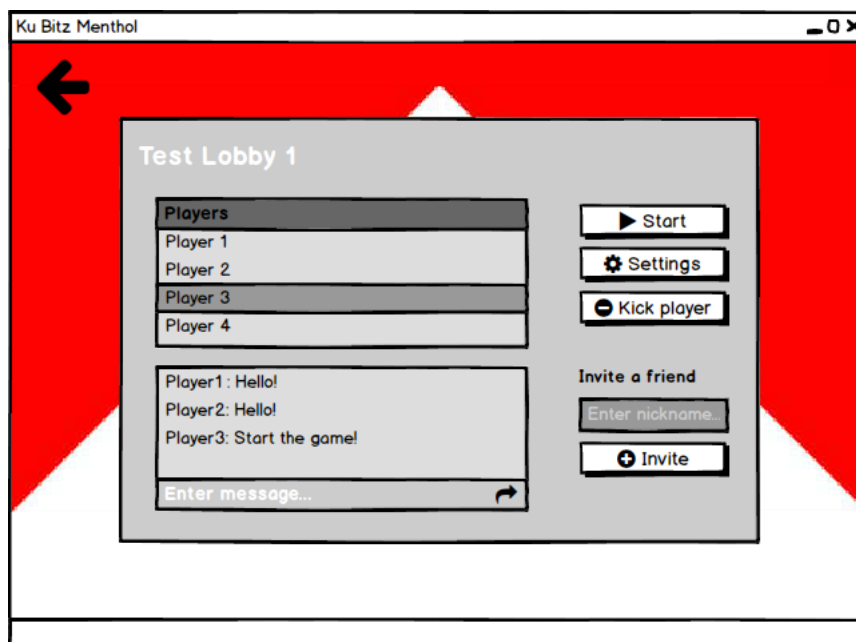 Ku Bitz Menthol
Test Lobby 1
Players
Player 1
Player 2
Player 3
Player 4
Player1: Hello!
Player2: Hello!
Player3: Start the game!
Enter message...
Start
Settings
Kick player
Invite a friend
Enter nickname...
Invite